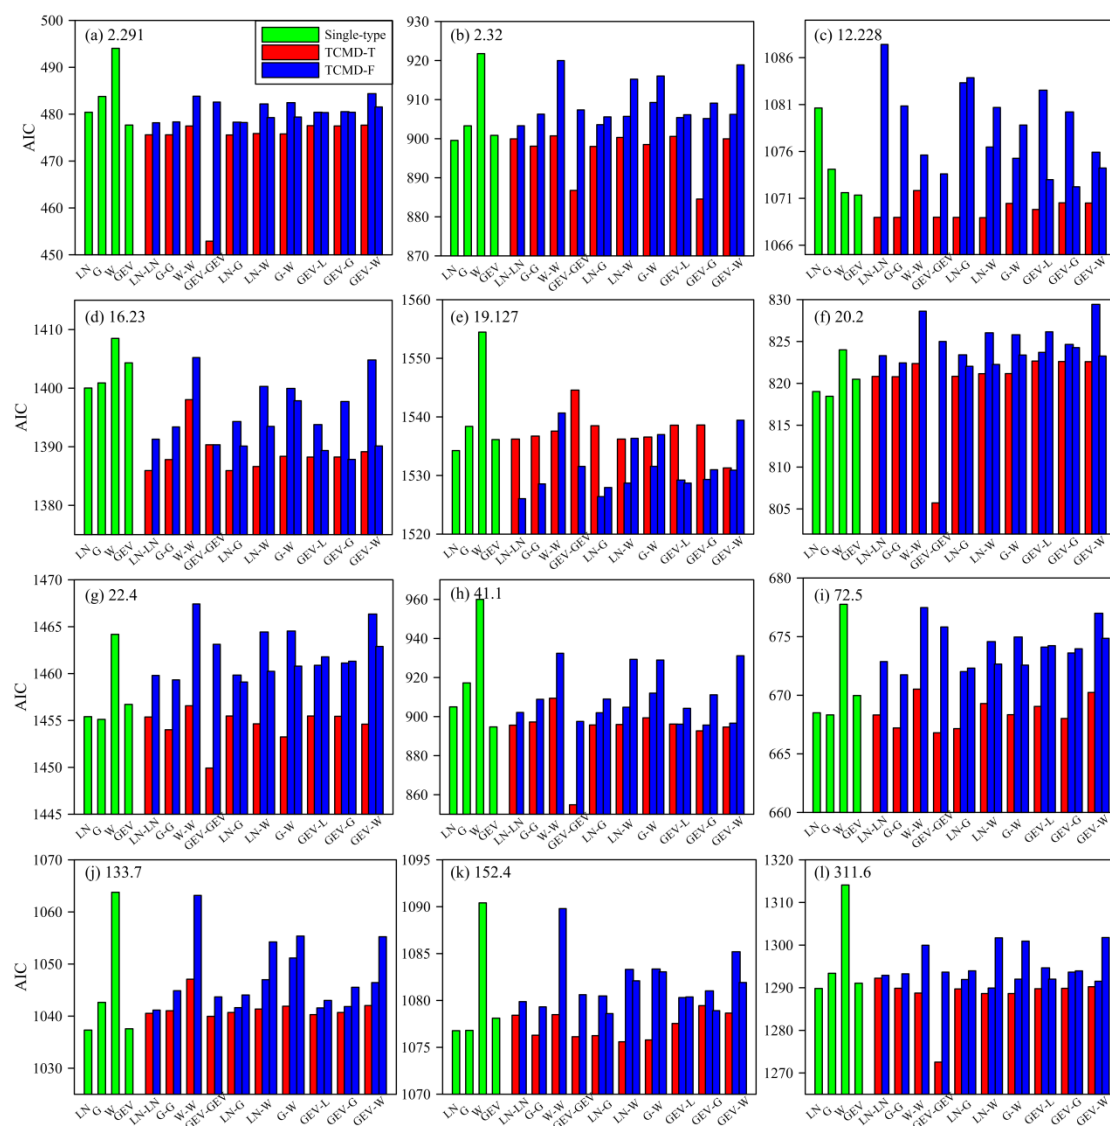 (a) 2.291
Single-type
TCMD-T
TCMD-F
AIC
500
490
480
470
460
450
LN
G
W
GEV
LN-LN
G-G
W-W
GEV-GEV
LN-G
LN-W
G-W
GEV-L
GEV-G
GEV-W
(b) 2.32
930
920
910
900
890
880
870
LN
G
W
GEV
LN-LN
G-G
W-W
GEV-GEV
LN-G
LN-W
G-W
GEV-L
GEV-G
GEV-W
(c) 12.228
1086
1081
1076
1071
1066
LN
G
W
GEV
LN-LN
G-G
W-W
GEV-GEV
LN-G
LN-W
G-W
GEV-L
GEV-G
GEV-W
(d) 16.23
AIC
1410
1400
1390
1380
LN
G
W
GEV
LN-LN
G-G
W-W
GEV-GEV
LN-G
LN-W
G-W
GEV-L
GEV-G
GEV-W
(e) 19.127
1560
1550
1540
1530
1520
LN
G
W
GEV
LN-LN
G-G
W-W
GEV-GEV
LN-G
LN-W
G-W
GEV-L
GEV-G
GEV-W
(f) 20.2
830
825
820
815
810
805
LN
G
W
GEV
LN-LN
G-G
W-W
GEV-GEV
LN-G
LN-W
G-W
GEV-L
GEV-G
GEV-W
(g) 22.4
AIC
1470
1465
1460
1455
1450
1445
LN
G
W
GEV
LN-LN
G-G
W-W
GEV-GEV
LN-G
LN-W
G-W
GEV-L
GEV-G
GEV-W
(h) 41.1
960
940
920
900
880
860
LN
G
W
GEV
LN-LN
G-G
W-W
GEV-GEV
LN-G
LN-W
G-W
GEV-L
GEV-G
GEV-W
(i) 72.5
680
675
670
665
660
LN
G
W
GEV
LN-LN
G-G
W-W
GEV-GEV
LN-G
LN-W
G-W
GEV-L
GEV-G
GEV-W
(j) 133.7
AIC
1070
1060
1050
1040
1030
LN
G
W
GEV
LN-LN
G-G
W-W
GEV-GEV
LN-G
LN-W
G-W
GEV-L
GEV-G
GEV-W
(k) 152.4
1095
1090
1085
1080
1075
1070
LN
G
W
GEV
LN-LN
G-G
W-W
GEV-GEV
LN-G
LN-W
G-W
GEV-L
GEV-G
GEV-W
(l) 311.6
1320
1310
1300
1290
1280
1270
LN
G
W
GEV
LN-LN
G-G
W-W
GEV-GEV
LN-G
LN-W
G-W
GEV-L
GEV-G
GEV-W